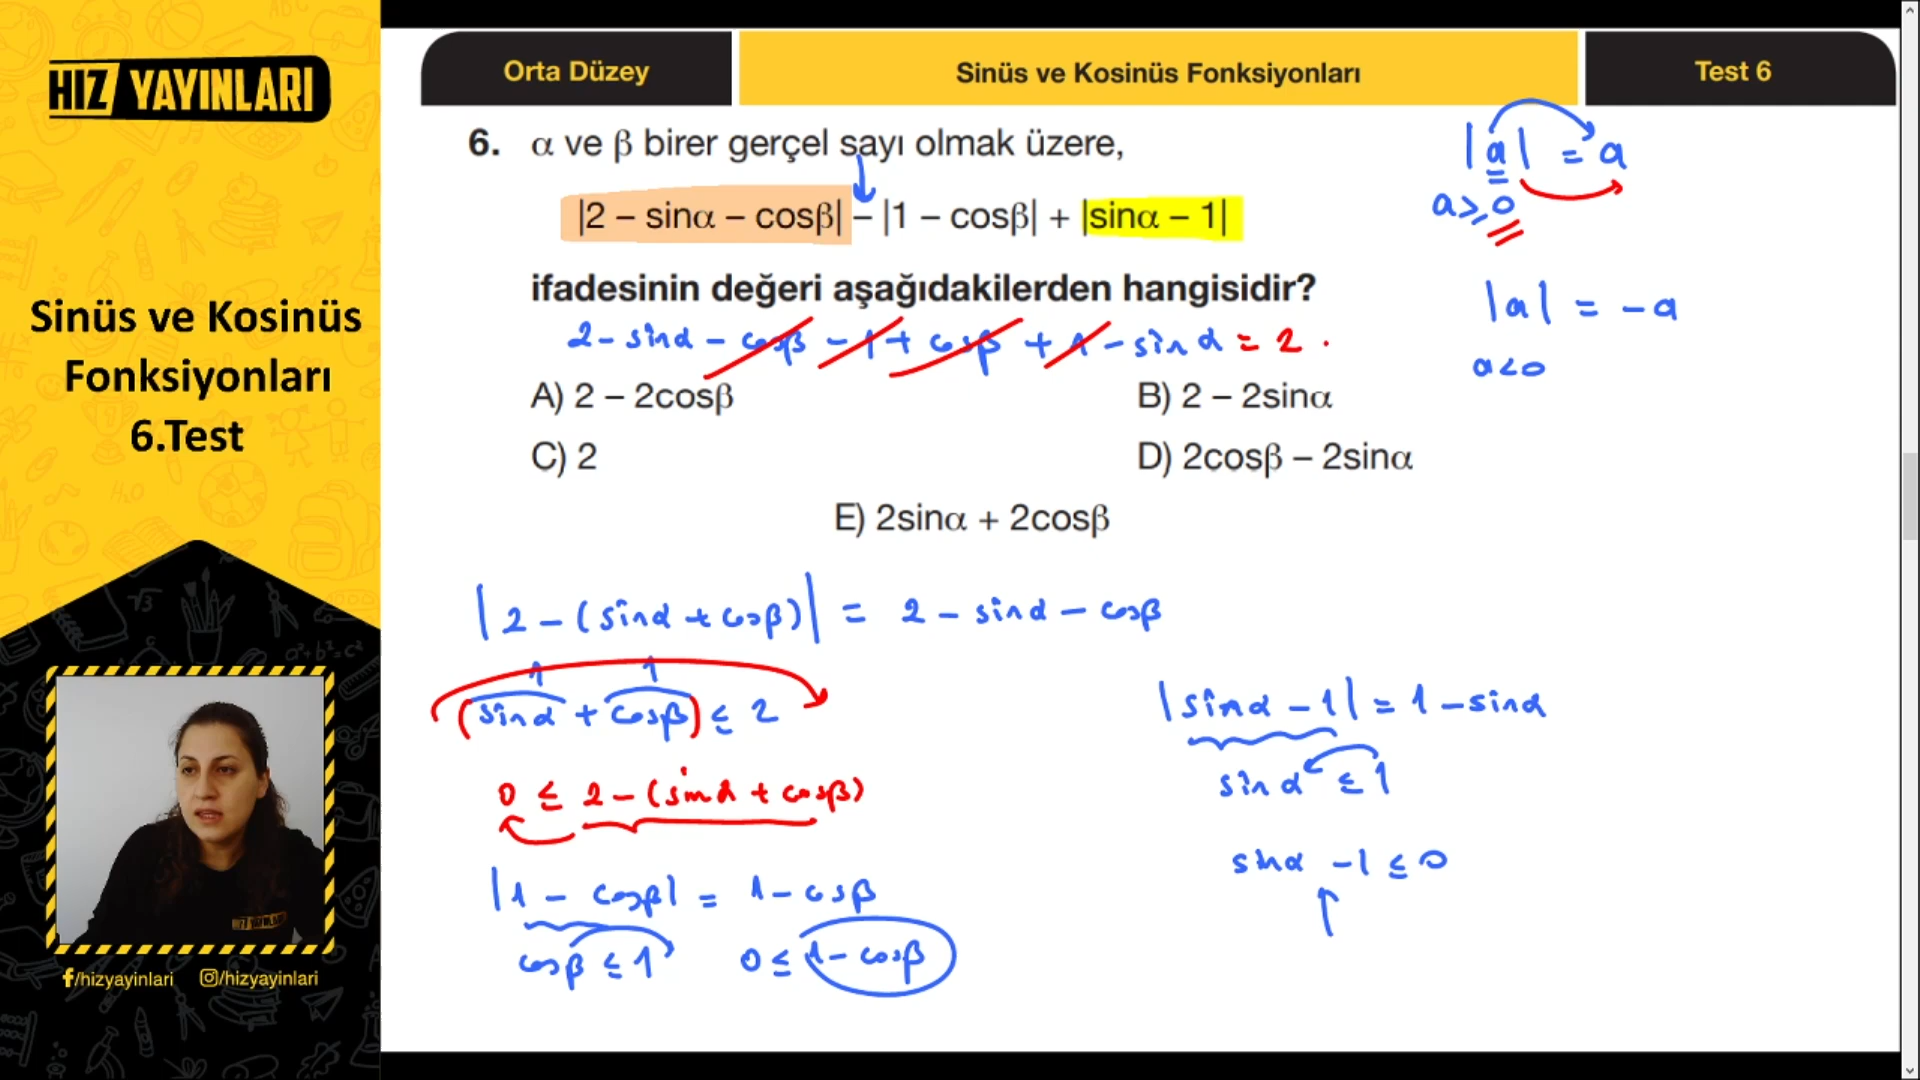 HIZ YAYINLARI
Sinüs ve Kosinüs
Fonksiyonları
6.Test
/hizyayinlari /hizyayinlari
Orta Düzey
Sinüs ve Kosinüs Fonksiyonları
Test 6
6. α ve β birer gerçel sayı olmak üzere,
|2 – sinα – cosβ| – |1 – cosβ| + |sinα – 1|
ifadesinin değeri aşağıdakilerden hangisidir?
2 - sinα - cosβ - 1 + cosβ + 1 - sinα = 2
A) 2 – 2cosβ
B) 2 – 2sinα
C) 2
D) 2cosβ – 2sinα
E) 2sinα + 2cosβ
|a| = a
a ≥ 0
|a| = -a
a < 0
|2 - (sinα + cosβ)| = 2 - sinα - cosβ
1 1
(sinα + cosβ) ≤ 2
0 ≤ 2 - (sinα + cosβ)
|1 - cosβ| = 1 - cosβ
cosβ ≤ 1 0 ≤ 1 - cosβ
|sinα - 1| = 1 - sinα
sinα ≤ 1
sinα - 1 ≤ 0